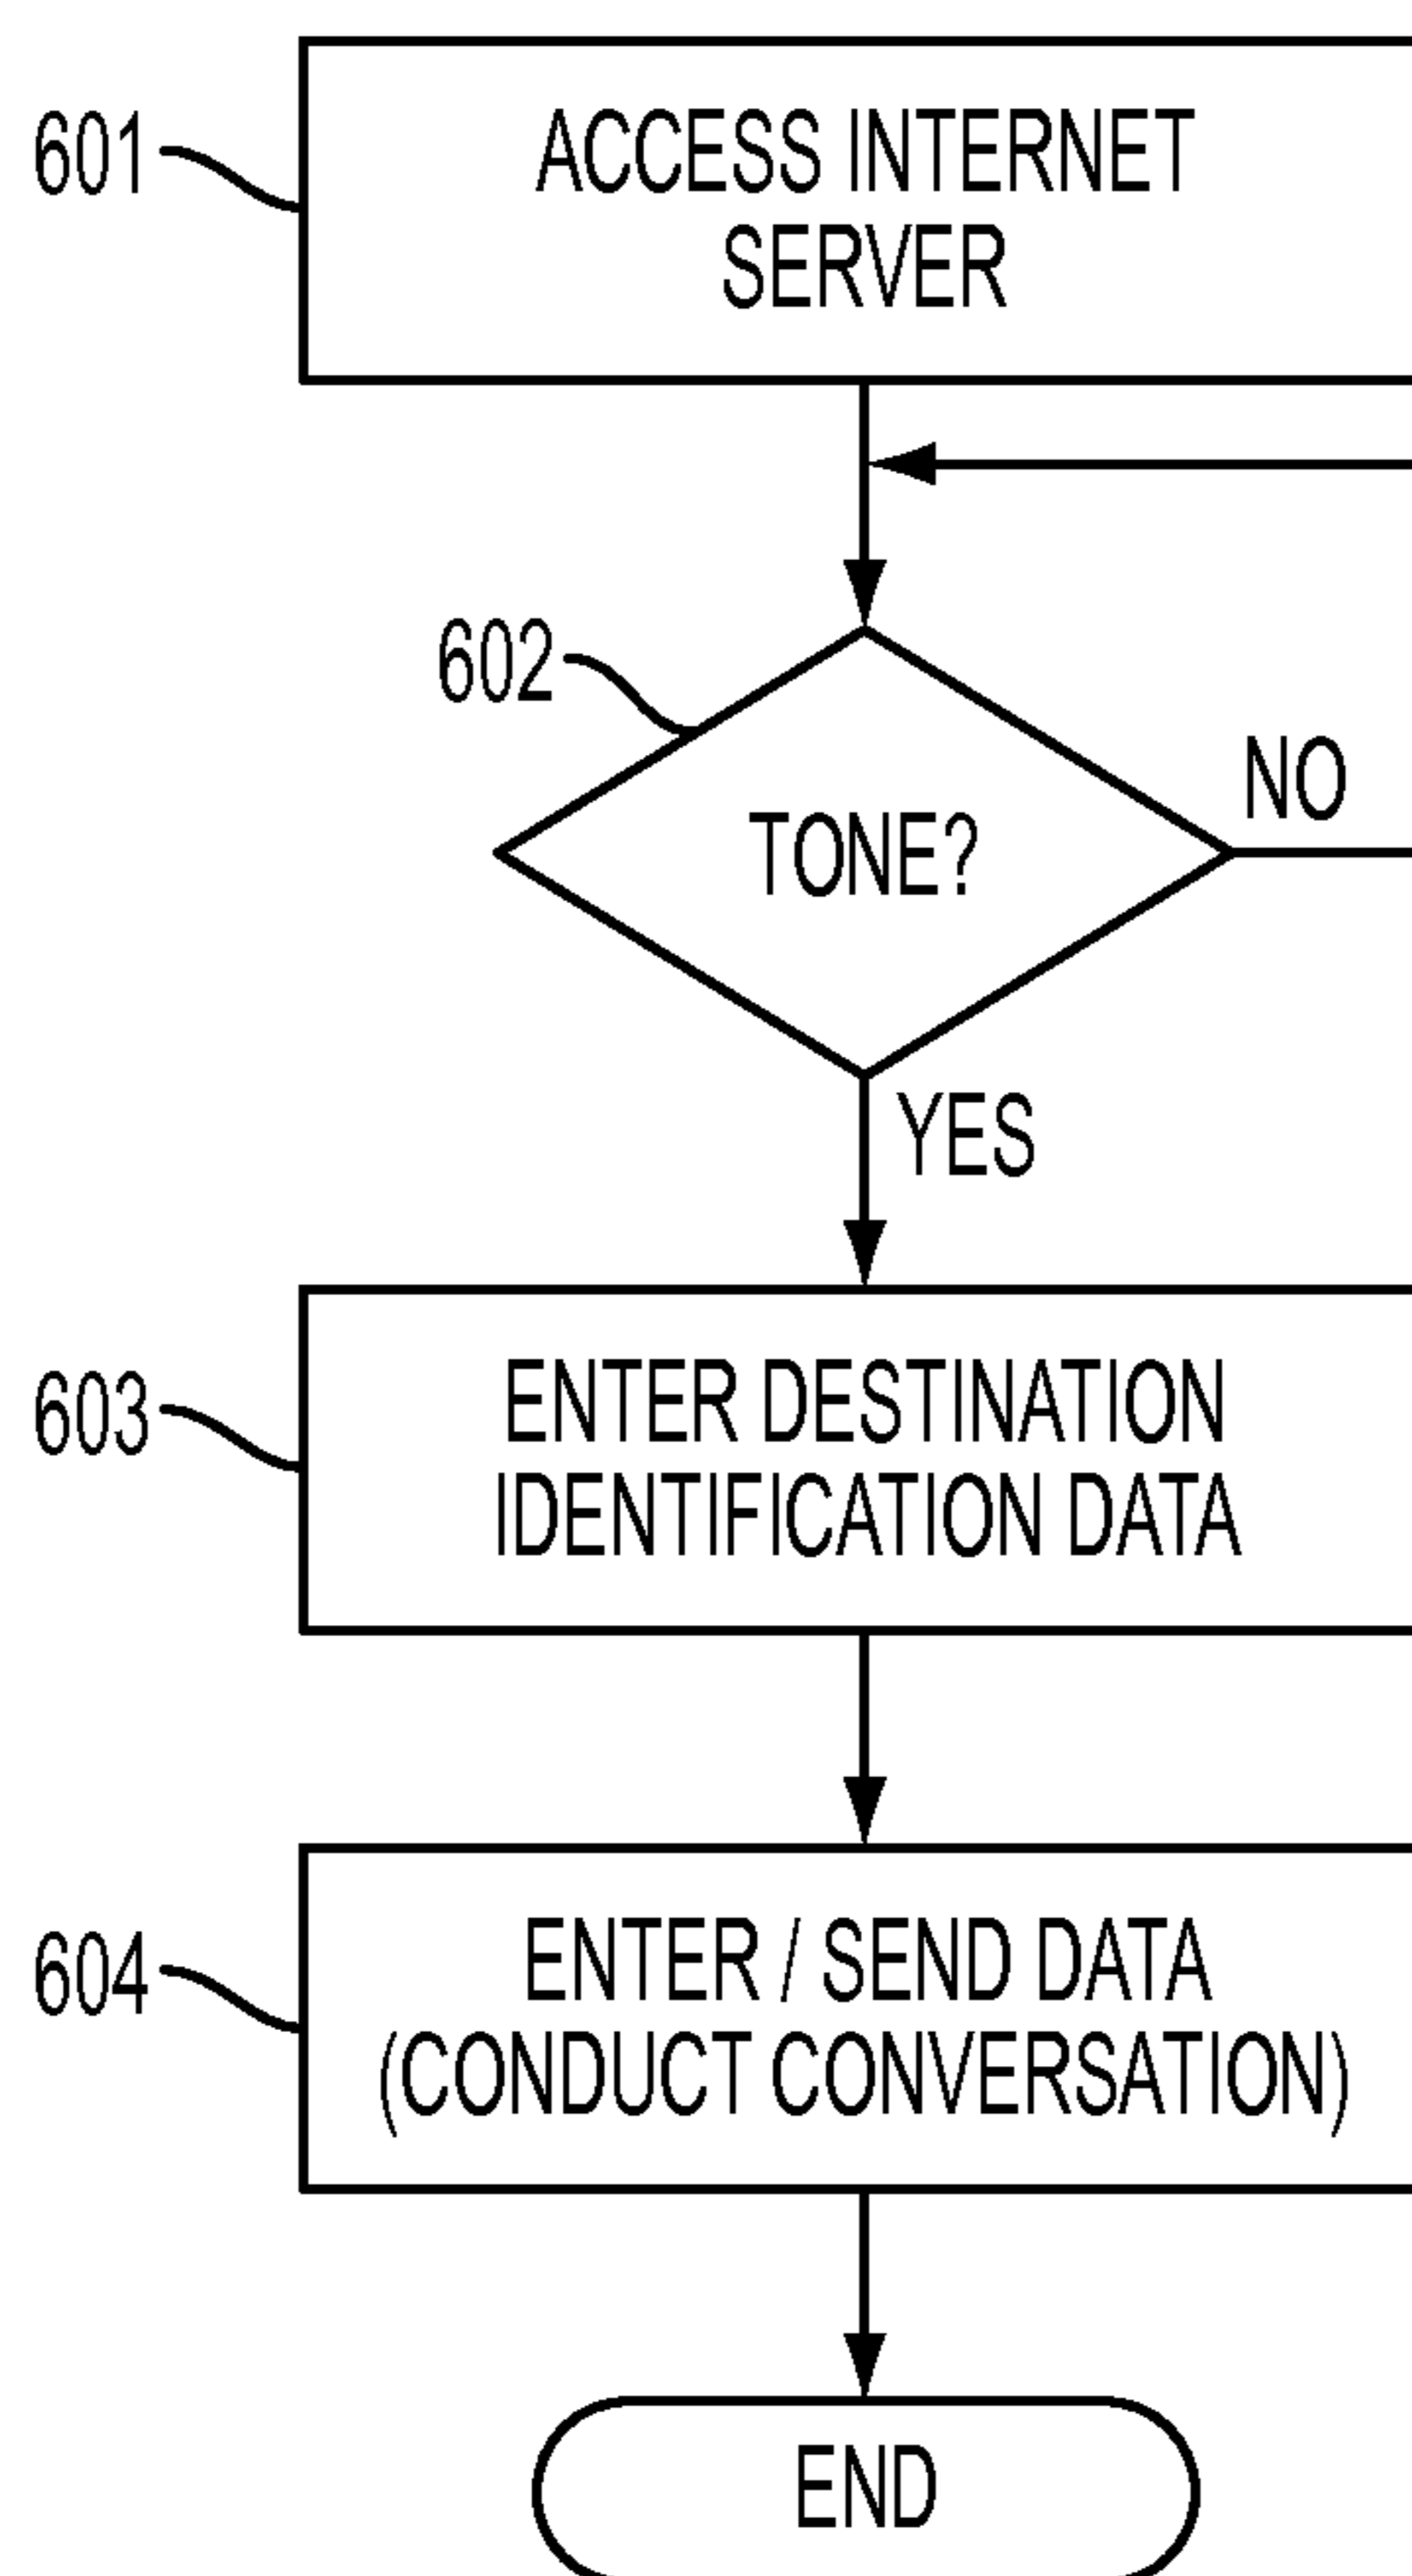 601
ACCESS INTERNET
SERVER
602
TONE?
NO
YES
603
ENTER DESTINATION
IDENTIFICATION DATA
604
ENTER / SEND DATA
(CONDUCT CONVERSATION)
END